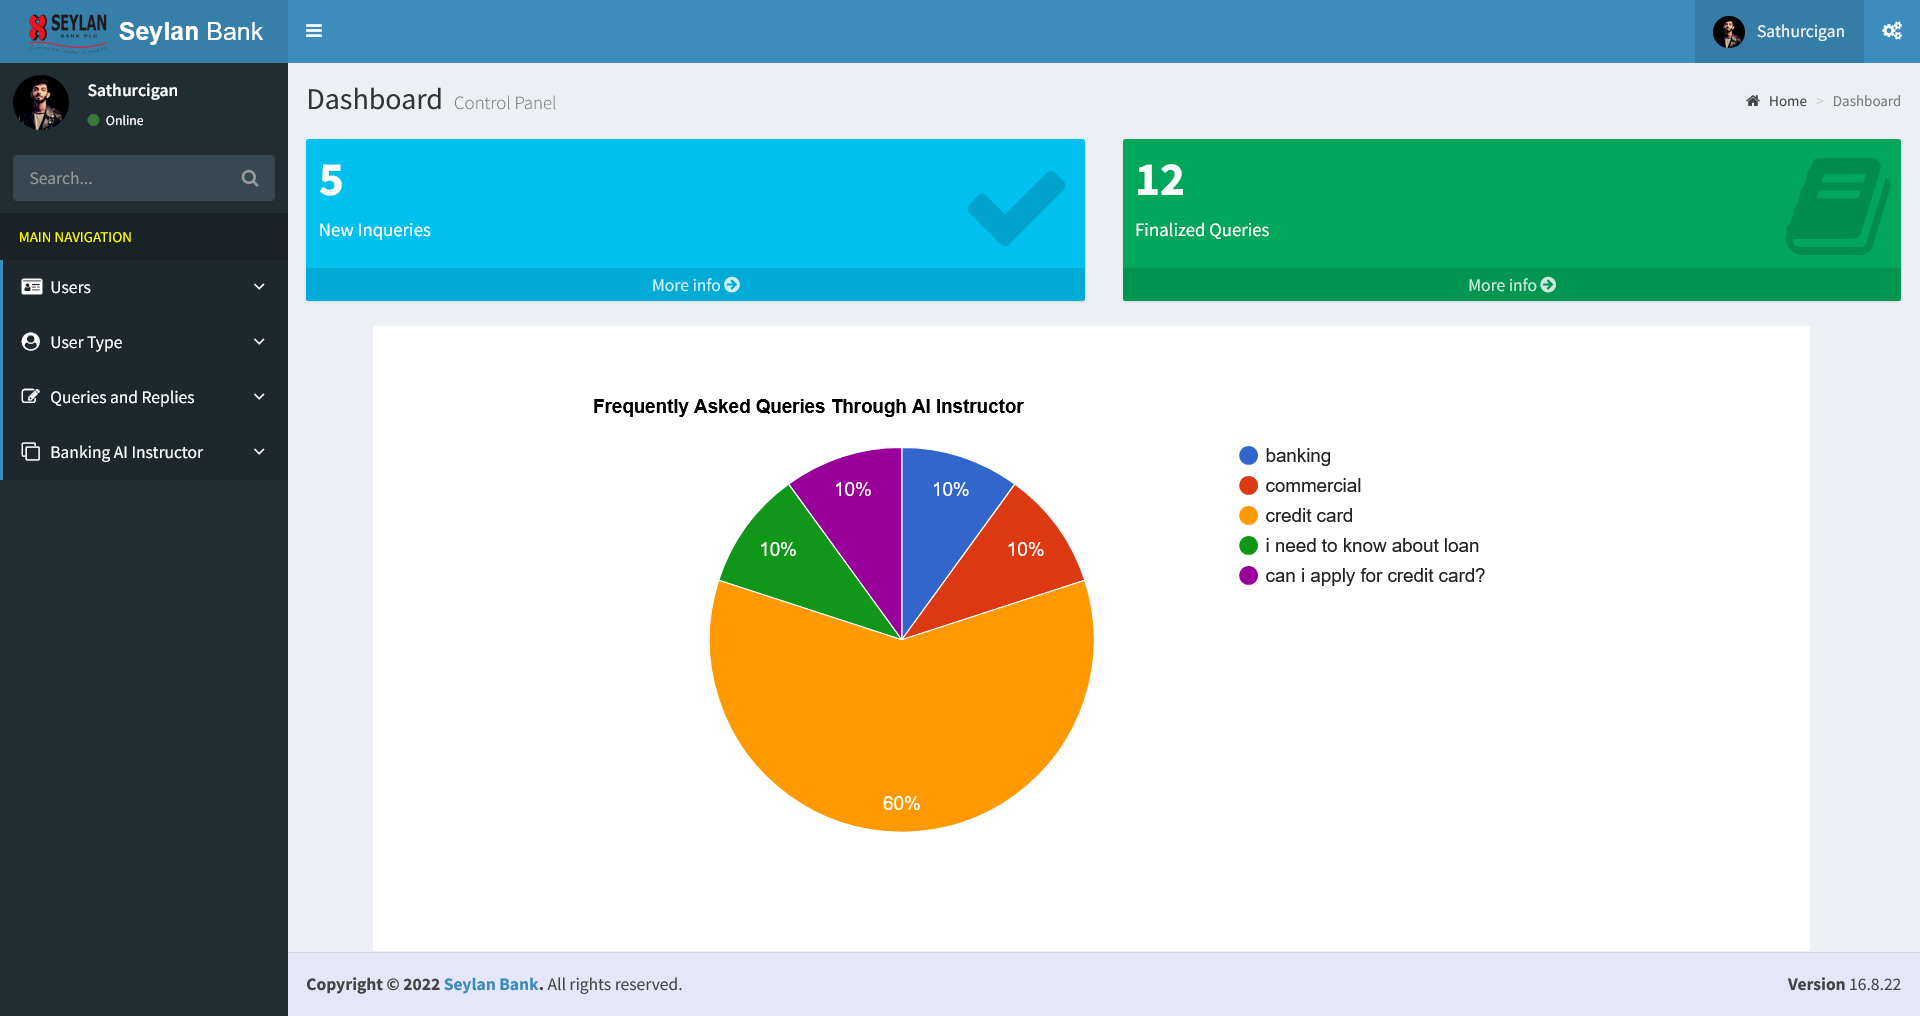 SEYLAN
BANK PLC
Seylan Bank
Sathurcigan
Sathurcigan
Online
Search...
MAIN NAVIGATION
Users
User Type
Queries and Replies
Banking AI Instructor
Dashboard Control Panel
Home > Dashboard
5
New Inqueries
More info
12
Finalized Queries
More info
Frequently Asked Queries Through AI Instructor
10%
10%
10%
10%
60%
banking
commercial
credit card
i need to know about loan
can i apply for credit card?
Copyright © 2022 Seylan Bank. All rights reserved.
Version 16.8.22